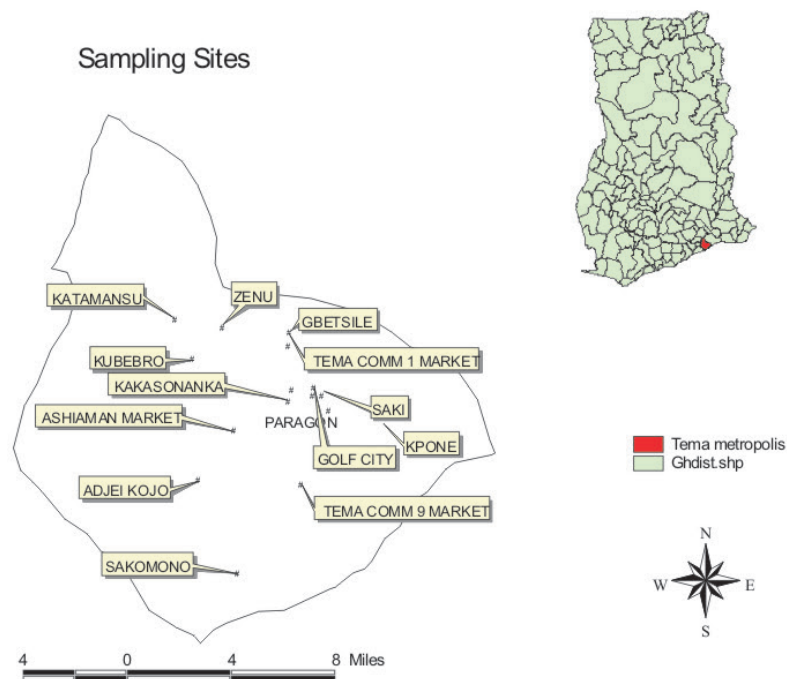 Sampling Sites
KATAMANSU
ZENU
GBETSILE
TEMA COMM 1 MARKET
KUBEBRO
KAKASONANKA
SAKI
ASHIAMAN MARKET
PARAGON
KPONE
GOLF CITY
ADJEI KOJO
TEMA COMM 9 MARKET
SAKOMONO
4 0 4 8 Miles
Tema metropolis
Ghdist.shp
N
W E
S